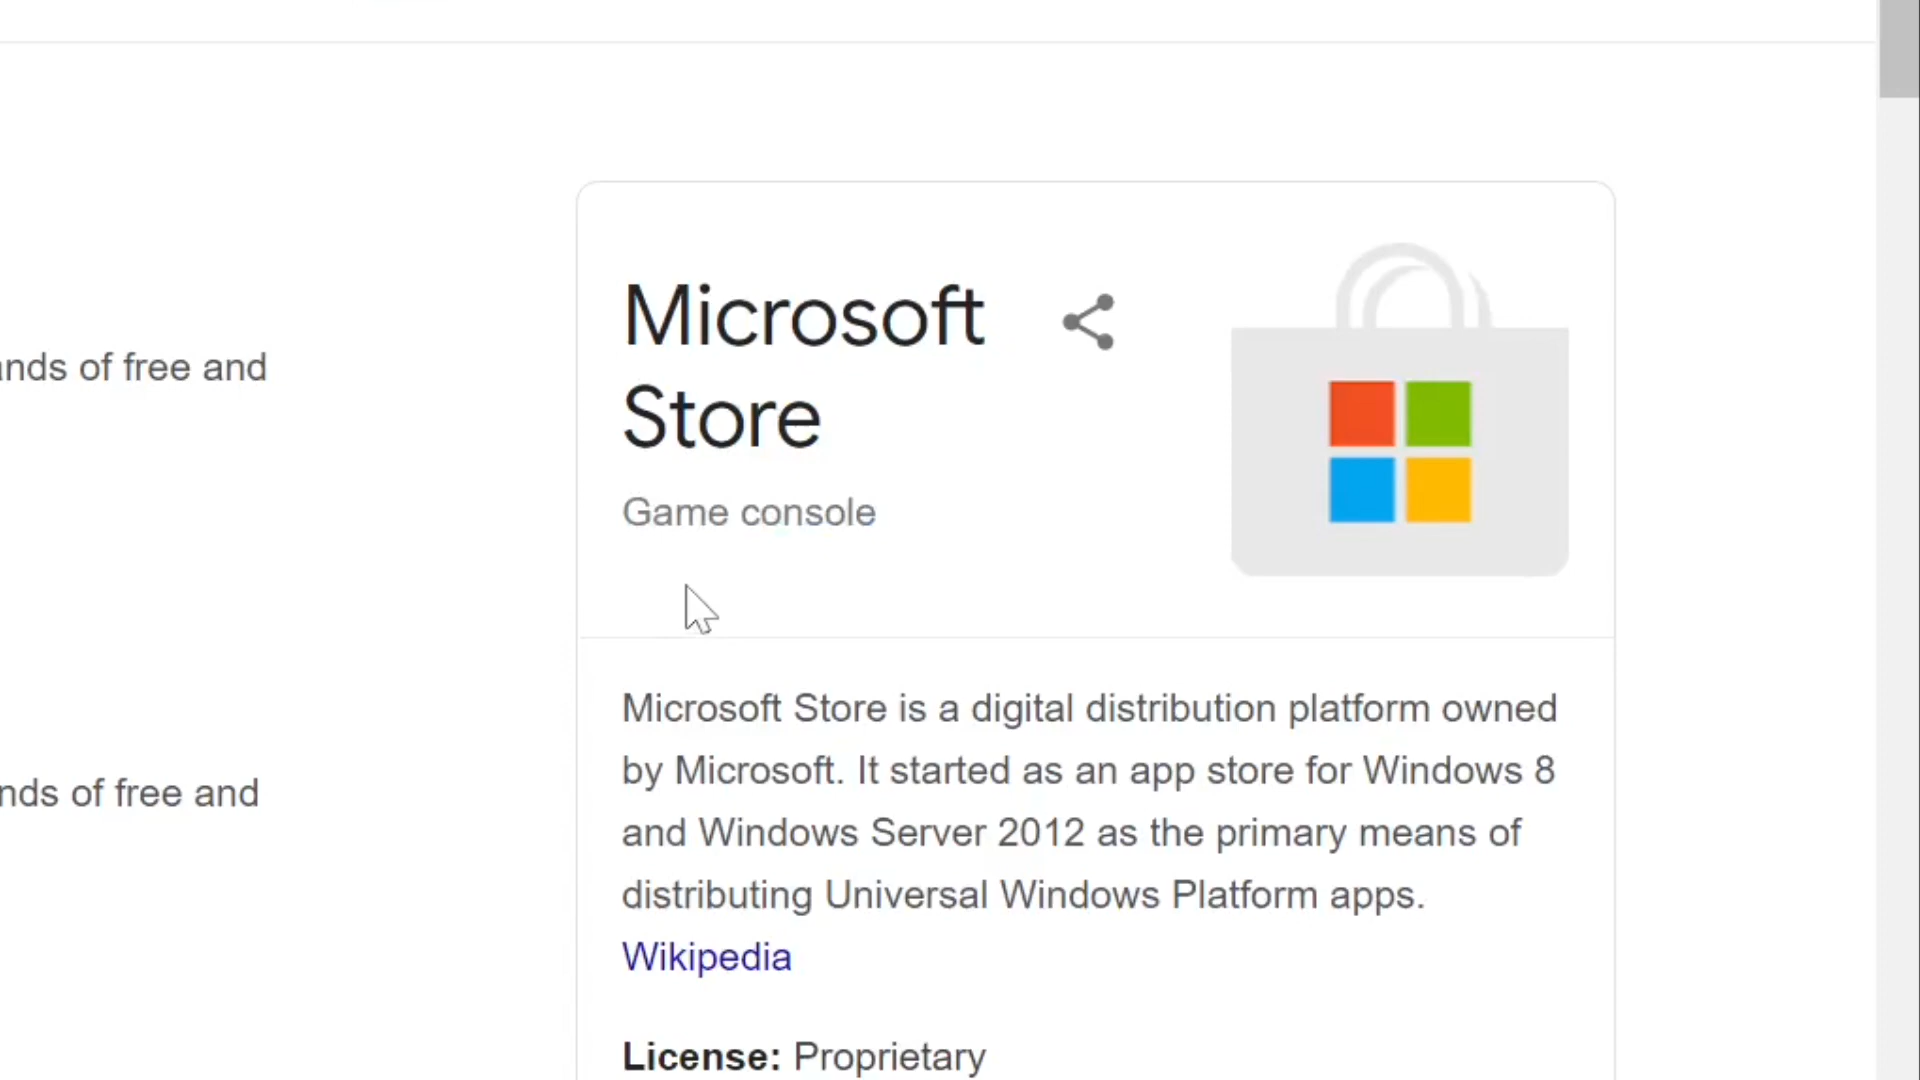 ands of free and
nds of free and
Microsoft
Store
Game console
Microsoft Store is a digital distribution platform owned
by Microsoft. It started as an app store for Windows 8
and Windows Server 2012 as the primary means of
distributing Universal Windows Platform apps.
Wikipedia
License: Proprietary